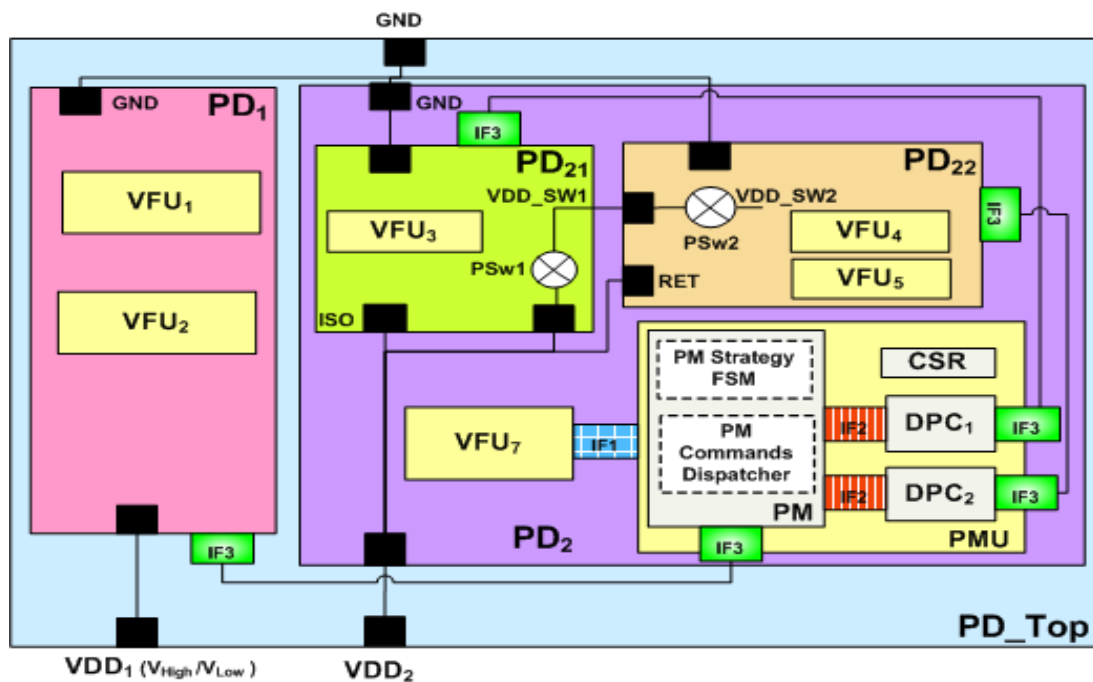 GND
GND
PD₁
GND
IF3
PD₂₁
PD₂₂
VFU₁
VDD_SW1
VDD_SW2
IF3
VFU₃
PSw2
VFU₄
PSw1
RET
VFU₅
VFU₂
ISO
PM Strategy
FSM
CSR
VFU₇
IF1
PM
Commands
Dispatcher
IF2
DPC₁
IF3
IF2
DPC₂
IF3
PM
PD₂
IF3
PMU
IF3
PD_Top
VDD₁ (V_High/V_Low)
VDD₂